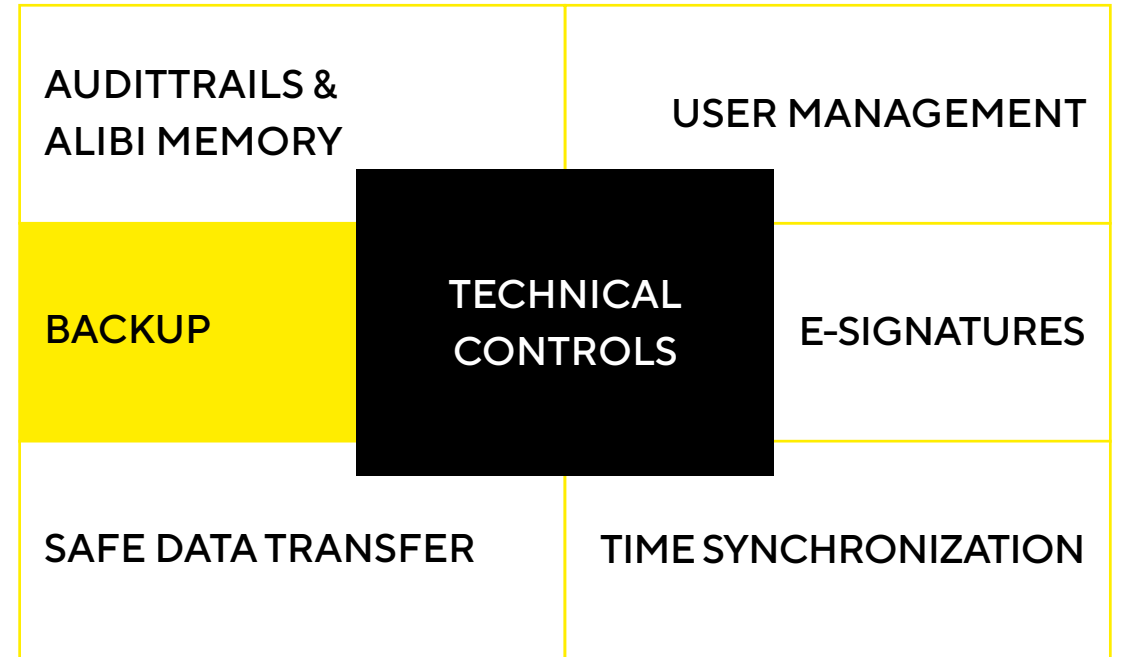 AUDITTRAILS &
ALIBI MEMORY
USER MANAGEMENT
BACKUP
TECHNICAL
CONTROLS
E-SIGNATURES
SAFE DATA TRANSFER
TIME SYNCHRONIZATION